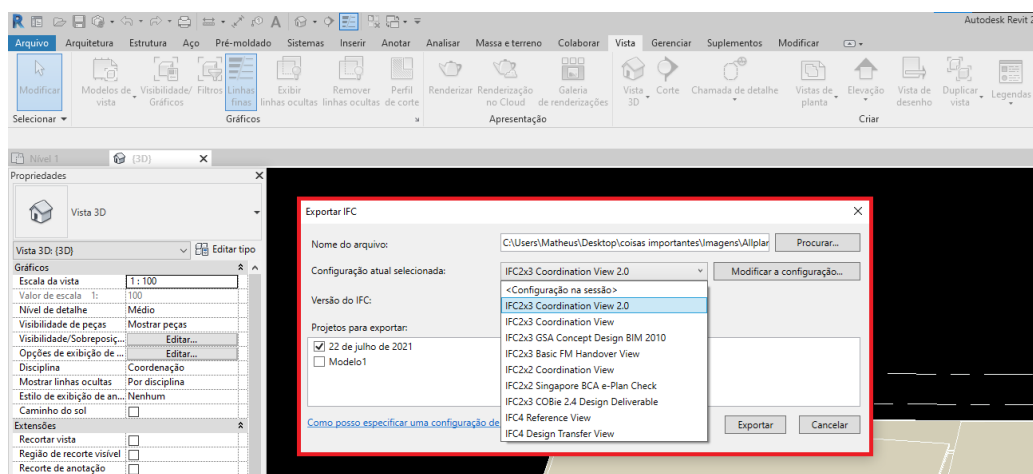 Autodesk Revit 2
Arquivo Arquitetura Estrutura Aço Pré-moldado Sistemas Inserir Anotar Analisar Massa e terreno Colaborar Vista Gerenciar Suplementos Modificar
Modificar Modelos de vista Visibilidade/ Gráficos Filtros Linhas finas Exibir linhas ocultas Remover linhas ocultas Perfil de corte Renderizar Renderização no Cloud Galeria de renderizações Vista 3D Corte Chamada de detalhe Vistas de planta Elevação Vista de desenho Duplicar vista Legendas
Selecionar Gráficos Apresentação Criar
Nível 1 {3D}
Propriedades
Vista 3D
Vista 3D: {3D} Editar tipo
Gráficos
Escala da vista 1 : 100
Valor de escala 1: 100
Nível de detalhe Médio
Visibilidade de peças Mostrar peças
Visibilidade/Sobreposiç... Editar...
Opções de exibição de ... Editar...
Disciplina Coordenação
Mostrar linhas ocultas Por disciplina
Estilo de exibição de an... Nenhum
Caminho do sol
Extensões
Recortar vista
Região de recorte visível
Recorte de anotação
Exportar IFC
Nome do arquivo: C:\Users\Matheus\Desktop\coisas importantes\Imagens\Allplar Procurar...
Configuração atual selecionada: IFC2x3 Coordination View 2.0 Modificar a configuração...
<Configuração na sessão>
IFC2x3 Coordination View 2.0
IFC2x3 Coordination View
IFC2x3 GSA Concept Design BIM 2010
IFC2x3 Basic FM Handover View
IFC2x2 Coordination View
IFC2x2 Singapore BCA e-Plan Check
IFC2x3 COBie 2.4 Design Deliverable
IFC4 Reference View
IFC4 Design Transfer View
Versão do IFC:
Projetos para exportar:
22 de julho de 2021
Modelo1
Como posso especificar uma configuração de
Exportar Cancelar